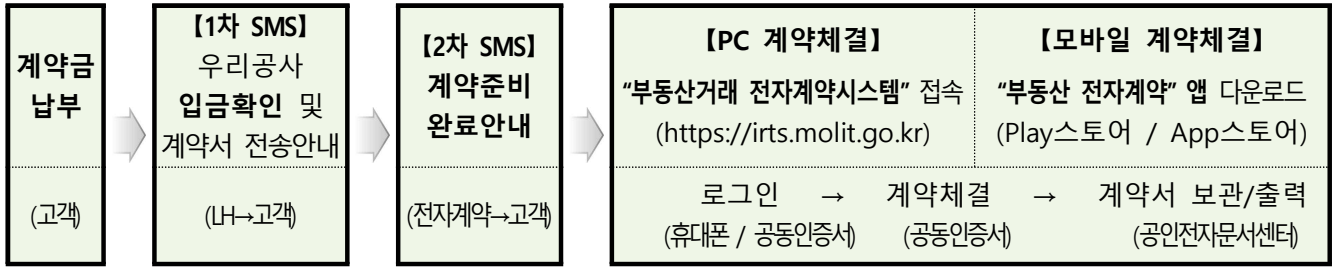 계약금
납부
(고객)
【1차 SMS】
우리공사
입금확인 및
계약서 전송안내
(LH→고객)
【2차 SMS】
계약준비
완료안내
(전자계약→고객)
【PC 계약체결】
“부동산거래 전자계약시스템” 접속
(https://irts.molit.go.kr)
【모바일 계약체결】
“부동산 전자계약” 앱 다운로드
(Play스토어 / App스토어)
로그인 → 계약체결 → 계약서 보관/출력
(휴대폰 / 공동인증서) (공동인증서) (공인전자문서센터)